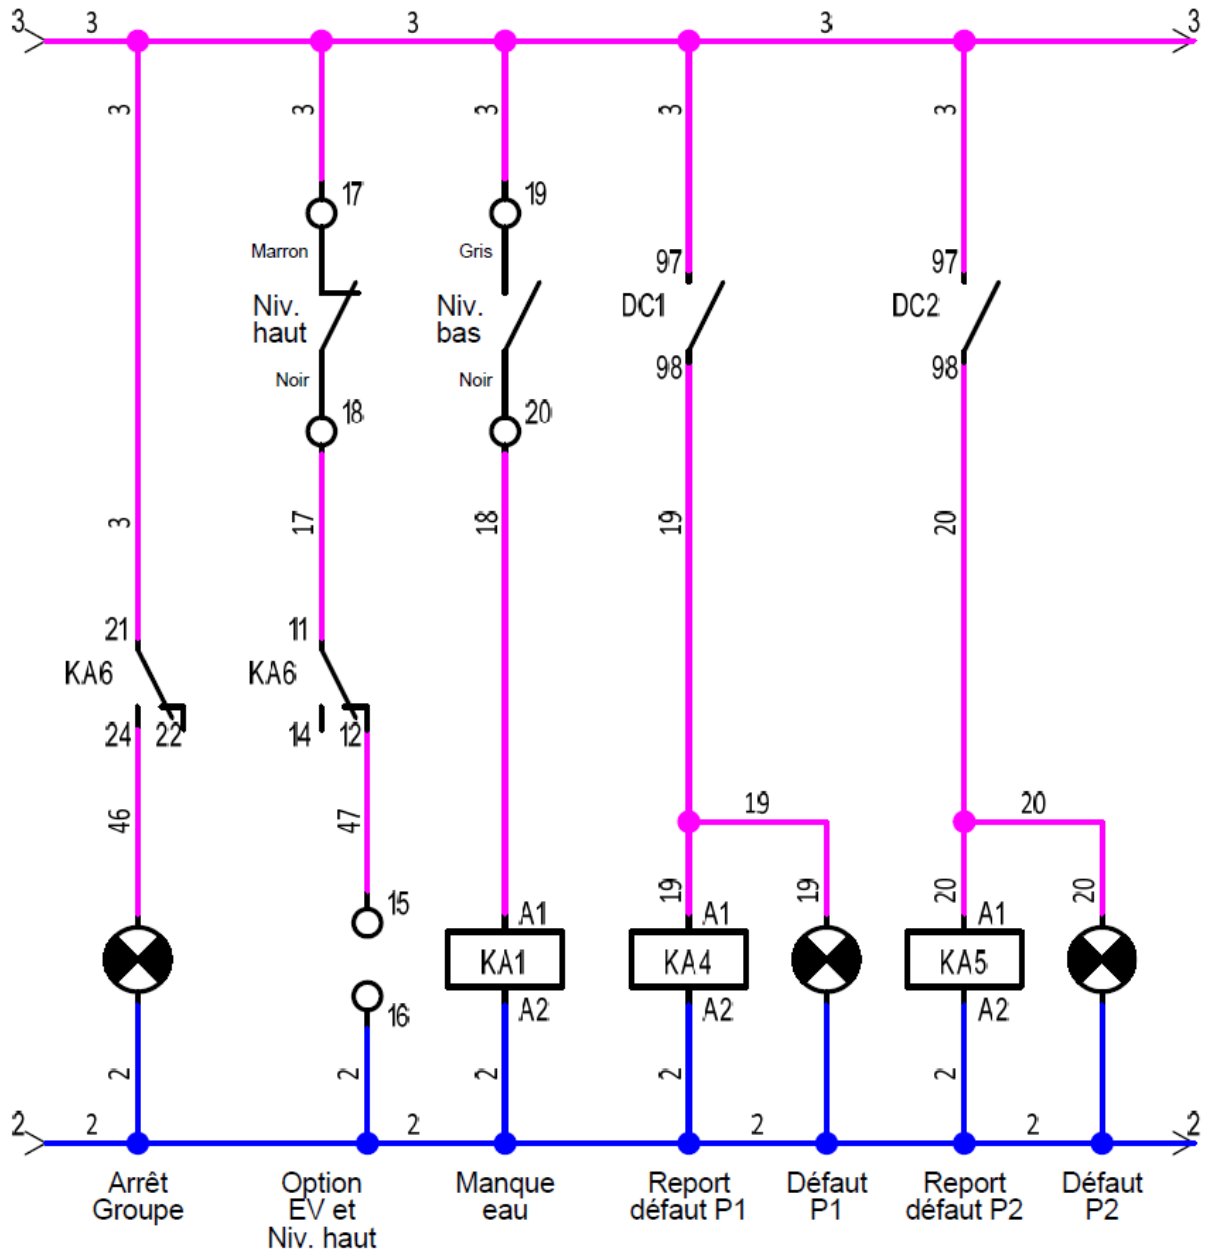 3 3 3 3 3
3 3 3 3 3
17 19
Marron Gris
97 97
Niv. haut
Niv. bas
DC1 DC2
98 98
Noir Noir
18 20
3 17 18 19 20
21 11
KA6 KA6
24 22 14 12
19 20
46 47
15 A1 19 A1 19 20 A1 20
KA1 KA4 KA5
16 A2 A2 A2
2 2 2 2 2
2 2 2 2 2 2
Arrêt
Groupe
Option
EV et
Niv. haut
Manque
eau
Report
défaut P1
Défaut
P1
Report
défaut P2
Défaut
P2